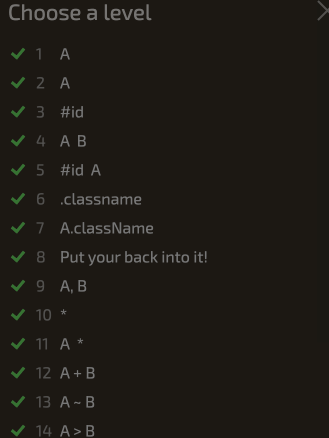 Choose a level
1 A
2 A
3 #id
4 A B
5 #id A
6 .classname
7 A.className
8 Put your back into it!
9 A, B
10 *
11 A *
12 A + B
13 A ~ B
14 A > B